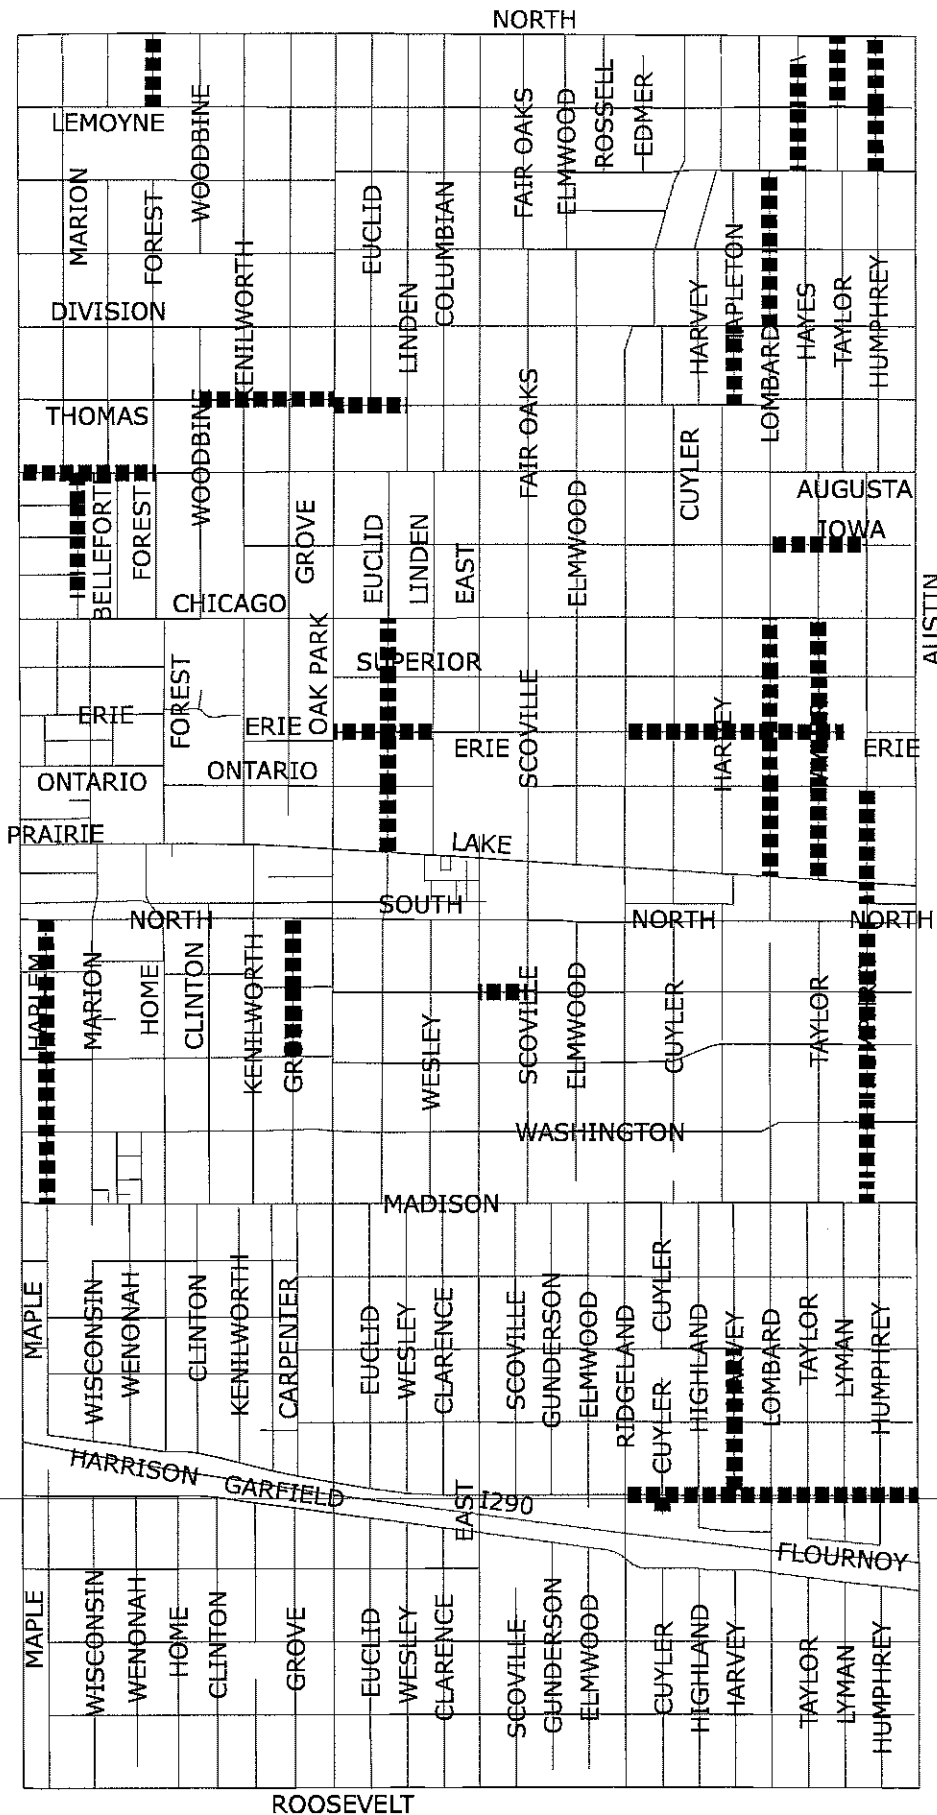 NORTH
LEMOYNE
WOODBINE
FAIR OAKS
ELMWOOD
ROSSELL
EDMER
MARION
FOREST
EUCLID
COLUMBIAN
KENILWORTH
DIVISION
LINDEN
HARVEY
APLETON
LOMBARD
HAYES
TAYLOR
HUMPHREY
THOMAS
WOODBINE
FAIR OAKS
CUYLER
BELLEFORTE
FOREST
GROVE
EUCLID
LINDEN
EAST
ELMWOOD
AUGUSTA
IOWA
CHICAGO
AUSTIN
OAK PARK
SUPERIOR
FOREST
SCOVILLE
HARVEY
ERIE
ERIE
ERIE
ERIE
ONTARIO
ONTARIO
PRAIRIE
LAKE
SOUTH
NORTH
NORTH
NORTH
HARLEM
MARION
HOME
CLINTON
KENILWORTH
GR
WESLEY
SCOVILLE
ELMWOOD
CUYLER
TAYLOR
WASHINGTON
MADISON
MAPLE
WISCONSIN
WENONAH
CLINTON
KENILWORTH
CARPENTER
EUCLID
WESLEY
CLARENCE
SCOVILLE
GUNDERSON
ELMWOOD
RIDGELAND
CUYLER
CUYLER
HIGHLAND
HARVEY
LOMBARD
TAYLOR
LYMAN
HUMPHREY
HARRISON
GARFIELD
EAST
I290
FLOURNOY
MAPLE
WISCONSIN
WENONAH
HOME
CLINTON
GROVE
EUCLID
WESLEY
CLARENCE
SCOVILLE
GUNDERSON
ELMWOOD
CUYLER
HIGHLAND
HARVEY
TAYLOR
LYMAN
HUMPHREY
ROOSEVELT